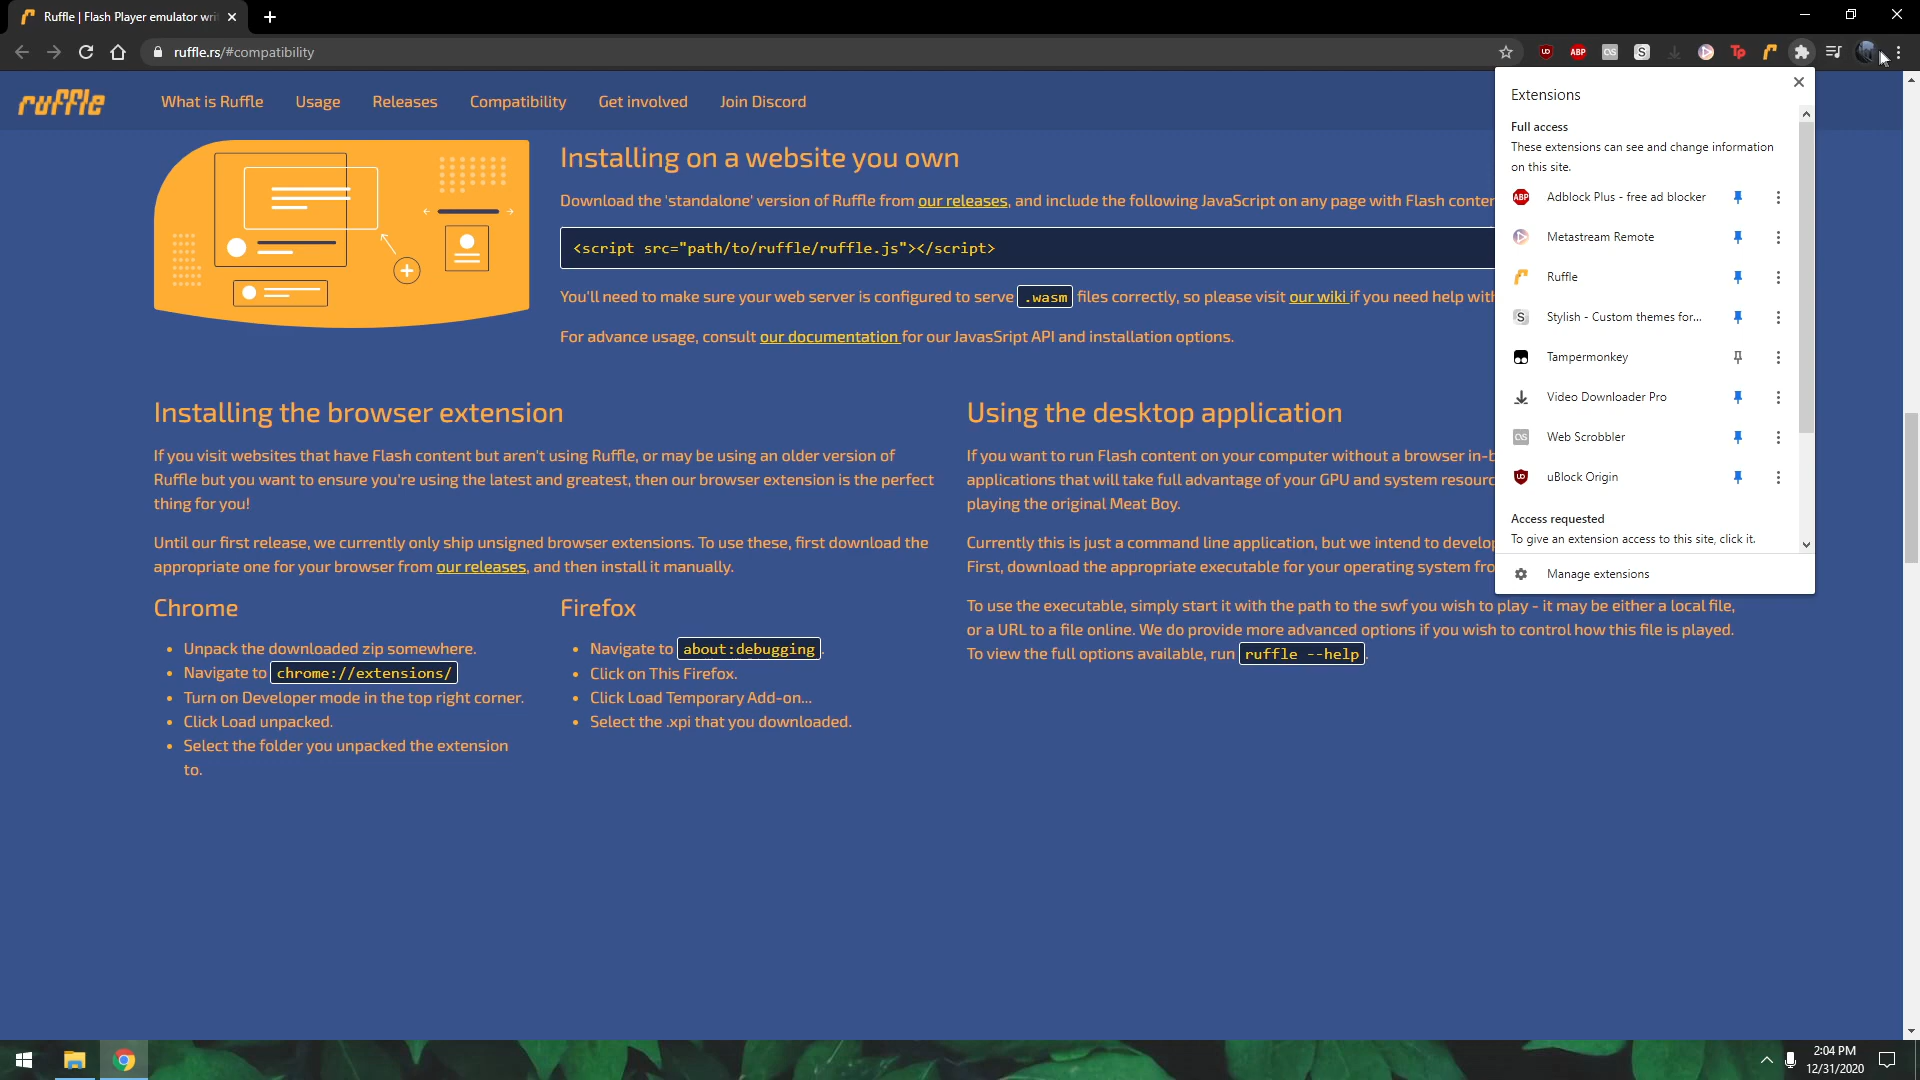 Ruffle | Flash Player emulator wri
ruffle.rs/#compatibility
UD
ABP
OS
S
Tp
ruffle
What is Ruffle
Usage
Releases
Compatibility
Get involved
Join Discord
Installing on a website you own
Download the 'standalone' version of Ruffle from our releases, and include the following JavaScript on any page with Flash conten
<script src="path/to/ruffle/ruffle.js"></script>
You'll need to make sure your web server is configured to serve .wasm files correctly, so please visit our wiki if you need help with
For advance usage, consult our documentation for our JavaSript API and installation options.
Installing the browser extension
If you visit websites that have Flash content but aren't using Ruffle, or may be using an older version of
Ruffle but you want to ensure you're using the latest and greatest, then our browser extension is the perfect
thing for you!
Until our first release, we currently only ship unsigned browser extensions. To use these, first download the
appropriate one for your browser from our releases, and then install it manually.
Chrome
• Unpack the downloaded zip somewhere.
• Navigate to chrome://extensions/
• Turn on Developer mode in the top right corner.
• Click Load unpacked.
• Select the folder you unpacked the extension
to.
Firefox
• Navigate to about:debugging.
• Click on This Firefox.
• Click Load Temporary Add-on...
• Select the .xpi that you downloaded.
Using the desktop application
If you want to run Flash content on your computer without a browser in-b
applications that will take full advantage of your GPU and system resourc
playing the original Meat Boy.
Currently this is just a command line application, but we intend to develop
First, download the appropriate executable for your operating system fro
To use the executable, simply start it with the path to the swf you wish to play - it may be either a local file,
or a URL to a file online. We do provide more advanced options if you wish to control how this file is played.
To view the full options available, run ruffle --help.
Extensions
Full access
These extensions can see and change information
on this site.
ABP Adblock Plus - free ad blocker
Metastream Remote
Ruffle
S Stylish - Custom themes for...
Tampermonkey
Video Downloader Pro
OS Web Scrobbler
UD uBlock Origin
Access requested
To give an extension access to this site, click it.
Manage extensions
2:04 PM
12/31/2020